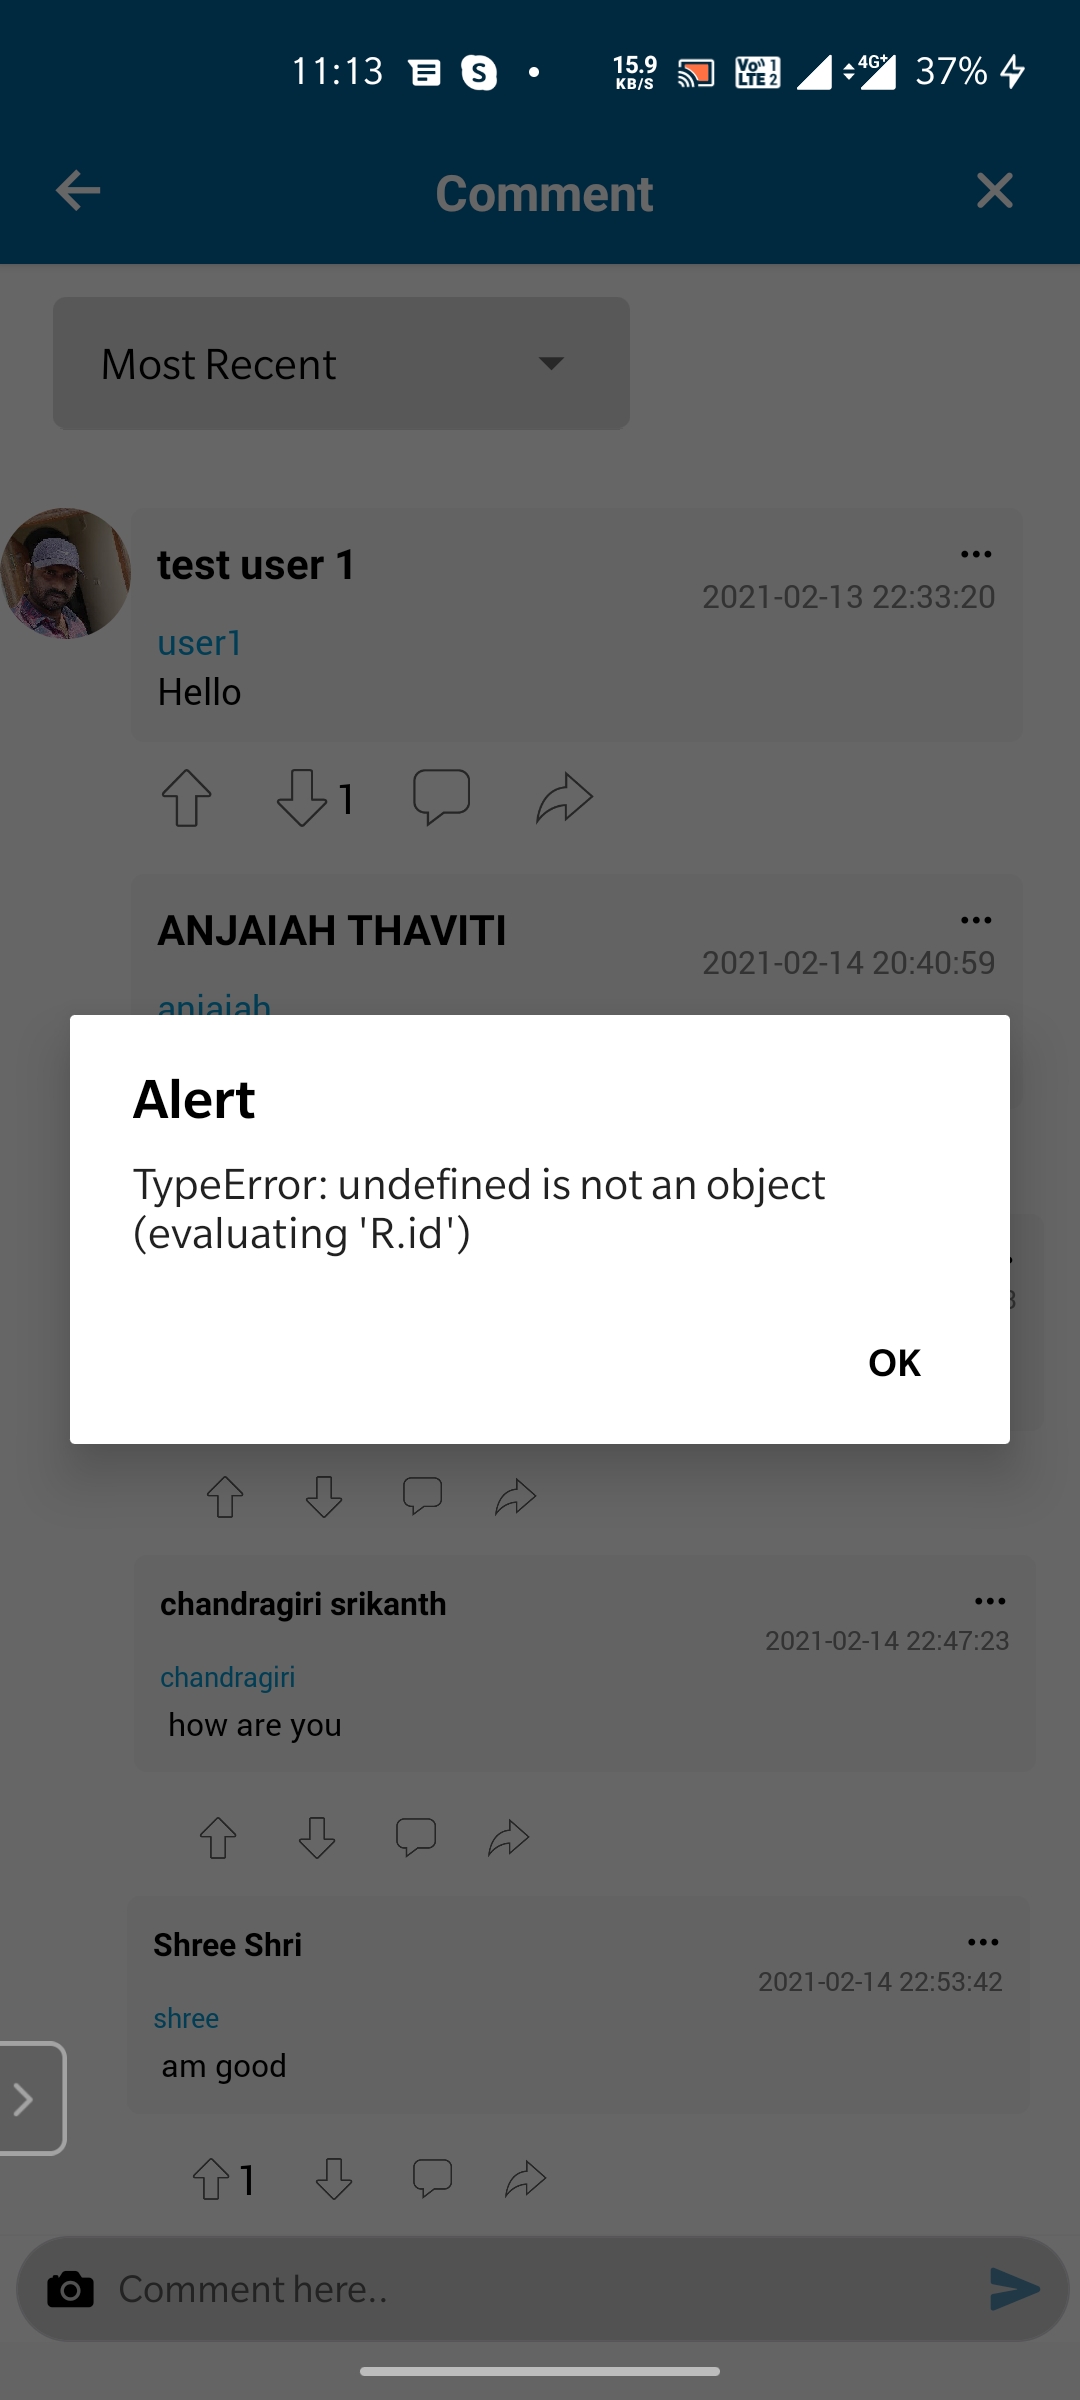 11:13 S 15.9 KB/S Vo 1 LTE 2 4G+ 37%
Comment
Most Recent
test user 1
2021-02-13 22:33:20
user1
Hello
1
ANJAIAH THAVITI
2021-02-14 20:40:59
anjaiah
Alert
TypeError: undefined is not an object
(evaluating 'R.id')
OK
chandragiri srikanth
2021-02-14 22:47:23
chandragiri
how are you
Shree Shri
2021-02-14 22:53:42
shree
am good
1
Comment here..